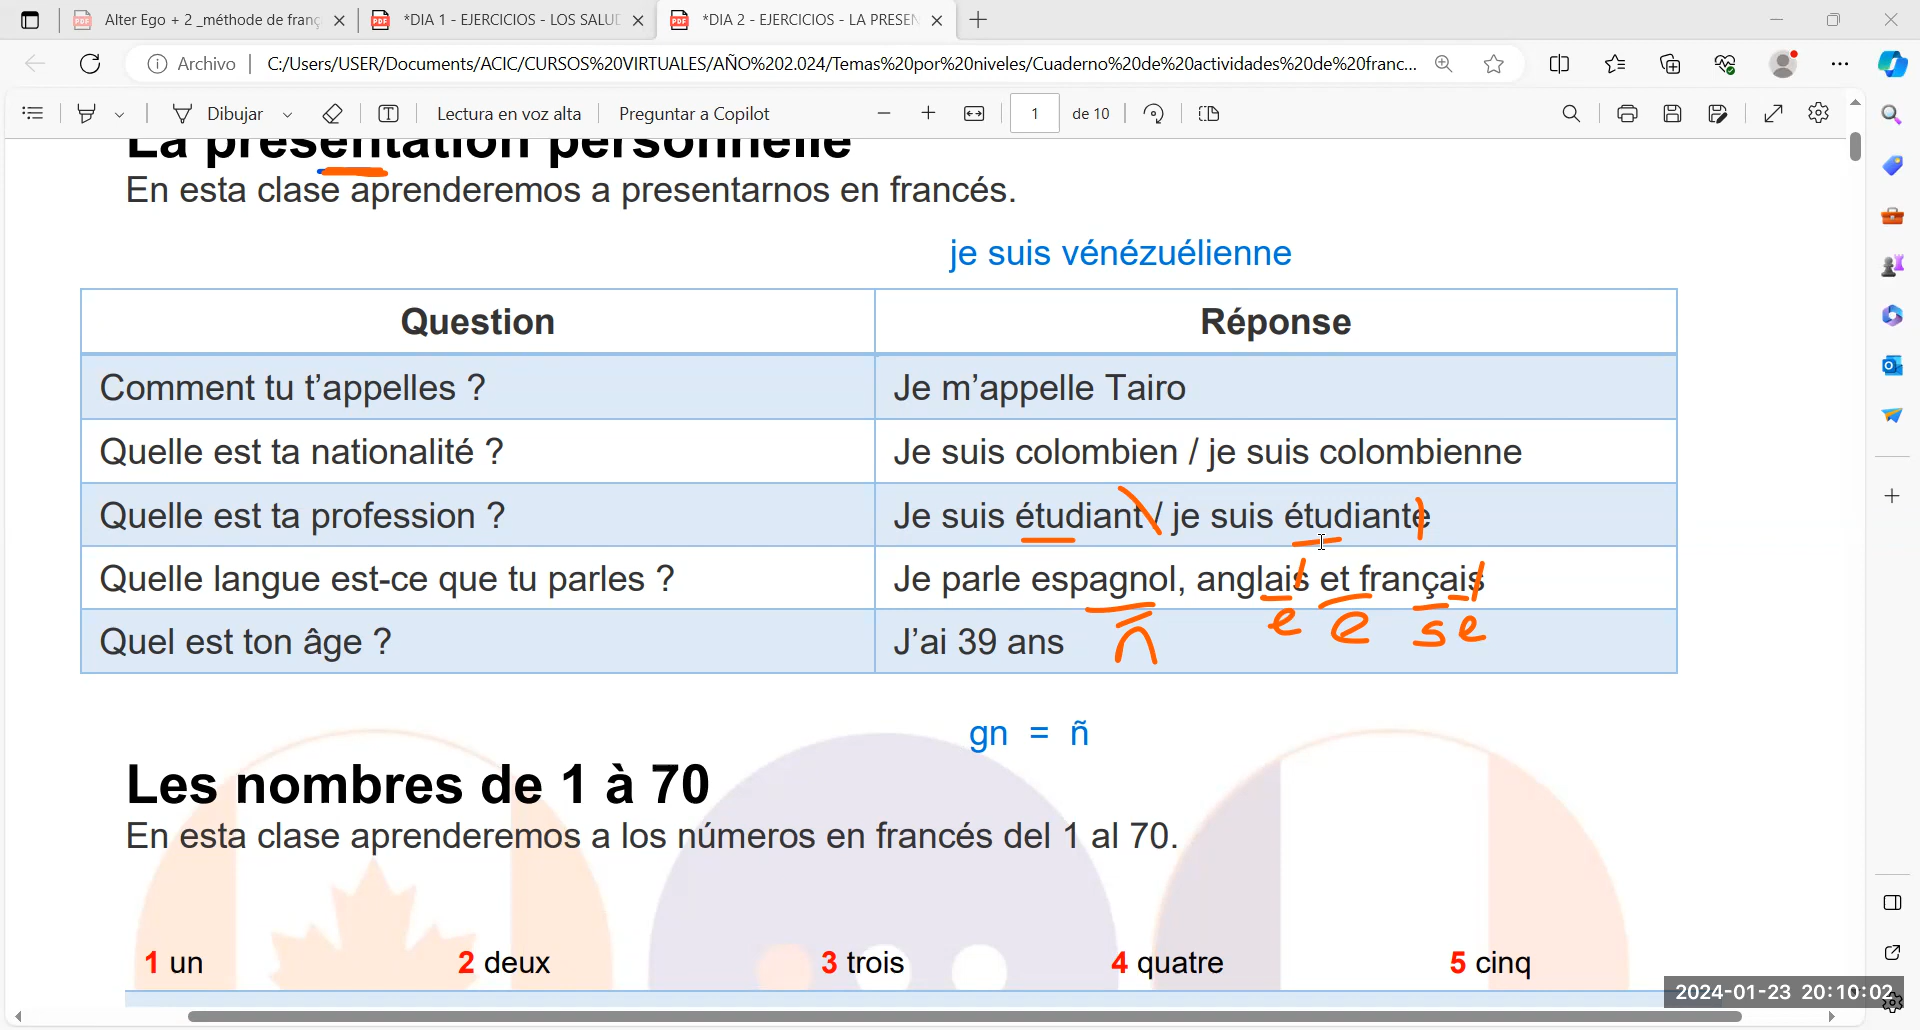 Alter Ego + 2 _méthode de franç
*DIA 1 - EJERCICIOS - LOS SALUD
*DIA 2 - EJERCICIOS - LA PRESEN
Archivo
C:/Users/USER/Documents/ACIC/CURSOS%20VIRTUALES/AÑO%202.024/Temas%20por%20niveles/Cuaderno%20de%20actividades%20de%20franc...
Dibujar
Lectura en voz alta
Preguntar a Copilot
1 de 10
La présentation personnelle
En esta clase aprenderemos a presentarnos en francés.
je suis vénézuélienne
Question Réponse
Comment tu t'appelles ? Je m'appelle Tairo
Quelle est ta nationalité ? Je suis colombien / je suis colombienne
Quelle est ta profession ? Je suis étudiant / je suis étudiante
Quelle langue est-ce que tu parles ? Je parle espagnol, anglais et français
ñ e e s e
Quel est ton âge ? J'ai 39 ans
gn = ñ
Les nombres de 1 à 70
En esta clase aprenderemos a los números en francés del 1 al 70.
1 un 2 deux 3 trois 4 quatre 5 cinq
2024-01-23 20:10:02